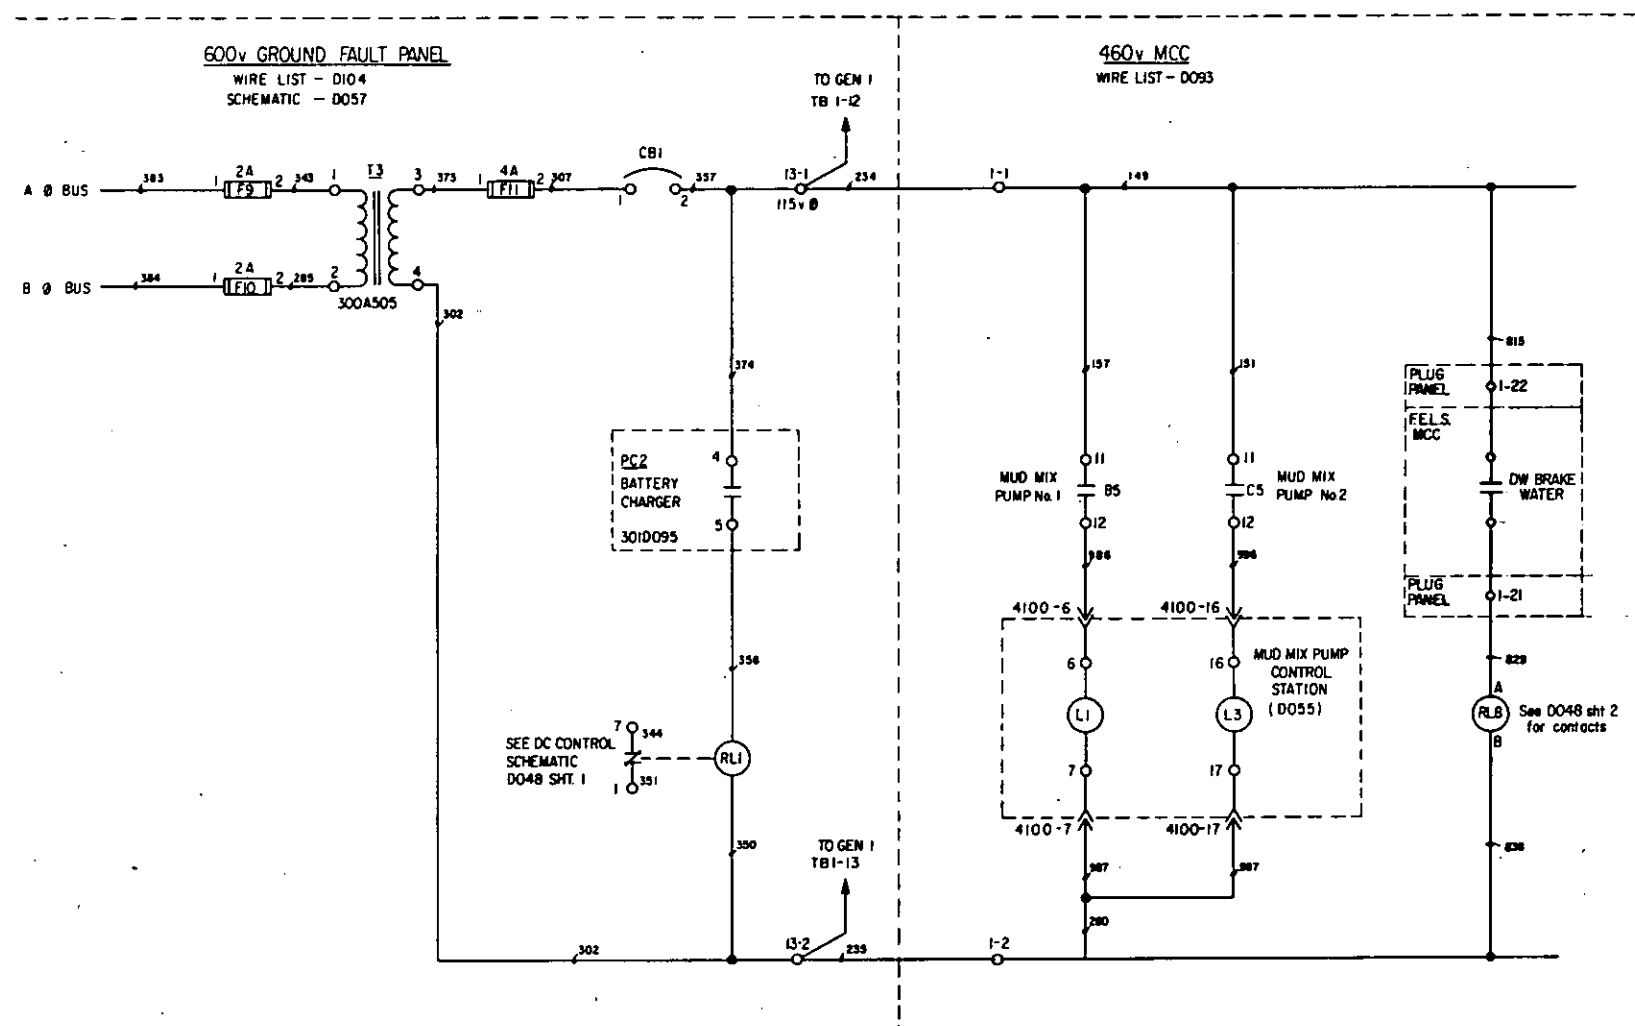 600v GROUND FAULT PANEL
WIRE LIST - D104
SCHEMATIC - D057
460v MCC
WIRE LIST - D093
TO GEN 1
TB 1-12
A Ø BUS
383
1
2A
F9
2
343
1
T3
3
373
1
4A
F11
2
307
1
CB1
2
357
13-1
115v Ø
234
1-1
149
B Ø BUS
384
1
2A
F10
2
285
2
4
300A505
302
374
157
151
815
PLUG
PANEL
1-22
F.E.L.S.
MCC
DW BRAKE
WATER
PLUG
PANEL
1-21
PC2
BATTERY
CHARGER
301D095
4
5
MUD MIX
PUMP No.1
11
B5
12
986
11
C5
12
996
MUD MIX
PUMP No.2
4100-6
4100-16
6
L1
7
16
L3
17
MUD MIX PUMP
CONTROL
STATION
(D055)
829
A
RL8
B
See D048 sht 2
for contacts
356
SEE DC CONTROL
SCHEMATIC
D048 SHT. 1
7
344
1
351
RL1
350
4100-7
4100-17
987
987
836
TO GEN 1
TB1-13
280
302
13-2
235
1-2